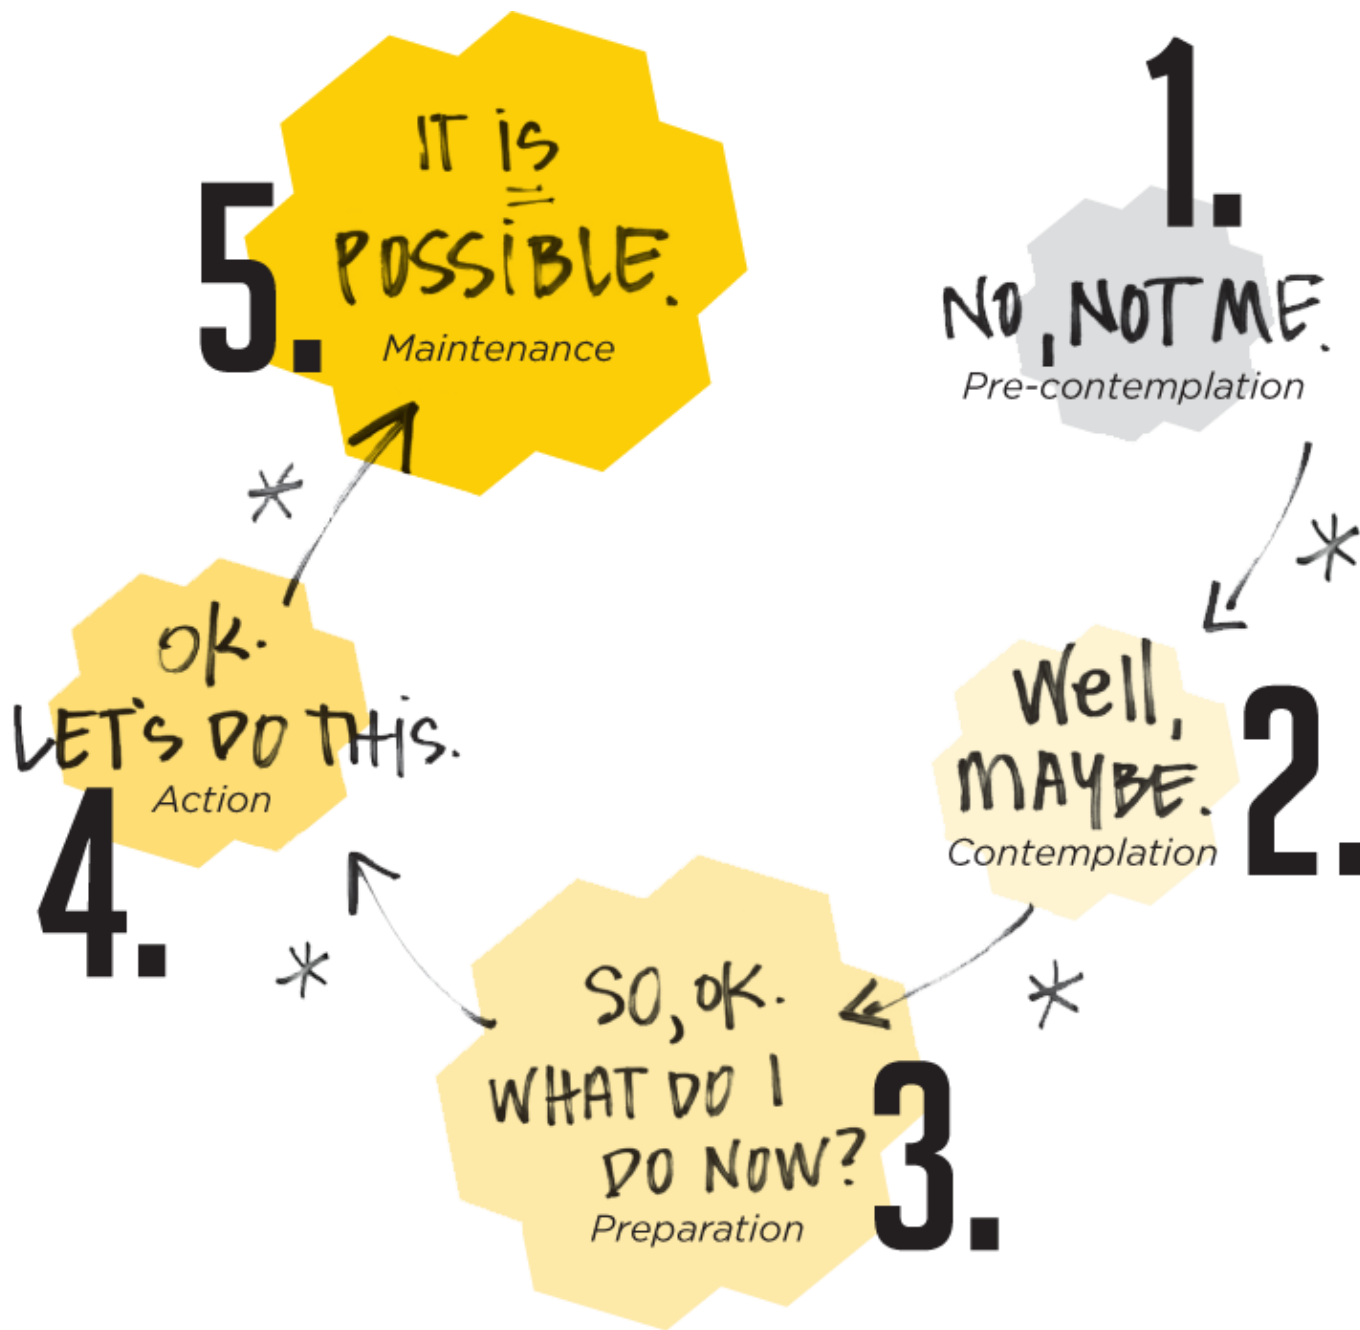 1.
NO, NOT ME.
Pre-contemplation
*
Well,
MAYBE.
Contemplation
2.
*
SO, OK.
WHAT DO I
DO NOW?
Preparation
3.
*
OK.
LET'S DO THIS.
Action
4.
*
IT is
POSSIBLE.
Maintenance
5.